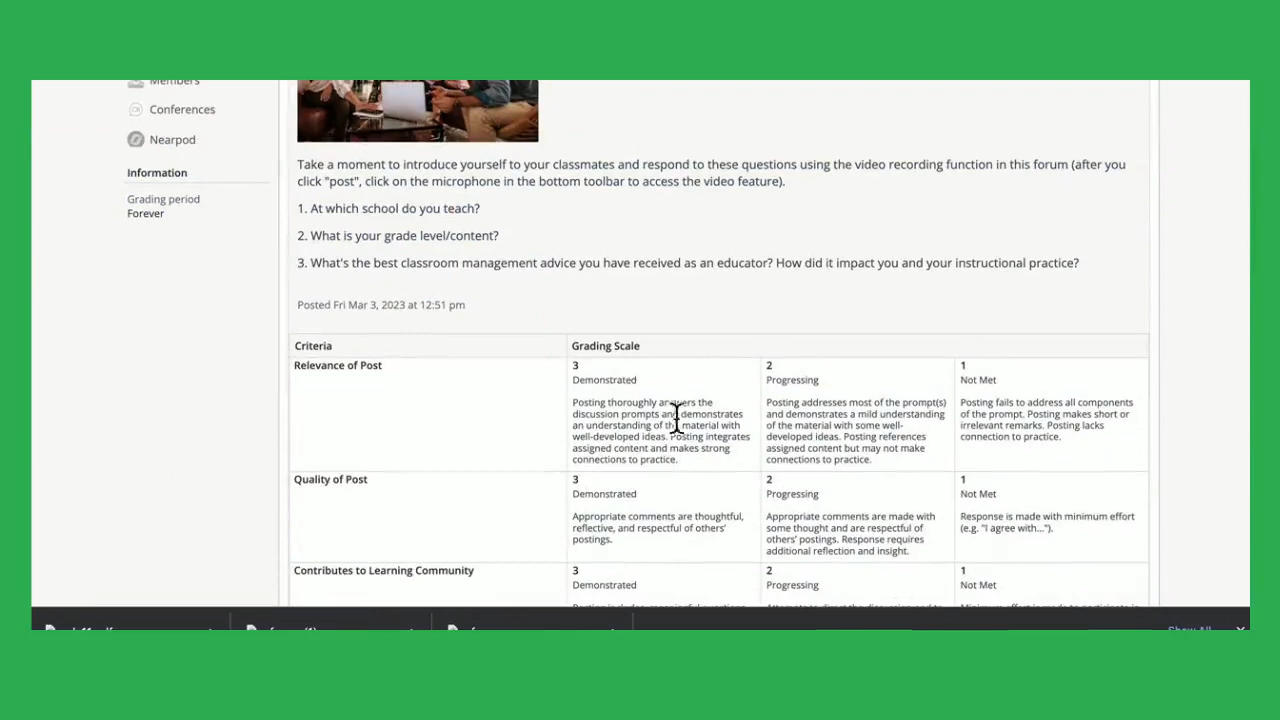 Members
Conferences
Nearpod
Information
Grading period
Forever
Take a moment to introduce yourself to your classmates and respond to these questions using the video recording function in this forum (after you
click "post", click on the microphone in the bottom toolbar to access the video feature).
1. At which school do you teach?
2. What is your grade level/content?
3. What's the best classroom management advice you have received as an educator? How did it impact you and your instructional practice?
Posted Fri Mar 3, 2023 at 12:51 pm
Criteria
Grading Scale
Relevance of Post
3
Demonstrated
Posting thoroughly answers the
discussion prompts and demonstrates
an understanding of the material with
well-developed ideas. Posting integrates
assigned content and makes strong
connections to practice.
2
Progressing
Posting addresses most of the prompt(s)
and demonstrates a mild understanding
of the material with some well-
developed ideas. Posting references
assigned content but may not make
connections to practice.
1
Not Met
Posting fails to address all components
of the prompt. Posting makes short or
irrelevant remarks. Posting lacks
connection to practice.
Quality of Post
3
Demonstrated
Appropriate comments are thoughtful,
reflective, and respectful of others'
postings.
2
Progressing
Appropriate comments are made with
some thought and are respectful of
others' postings. Response requires
additional reflection and insight.
1
Not Met
Response is made with minimum effort
(e.g. "I agree with...").
Contributes to Learning Community
3
Demonstrated
2
Progressing
1
Not Met
Show All